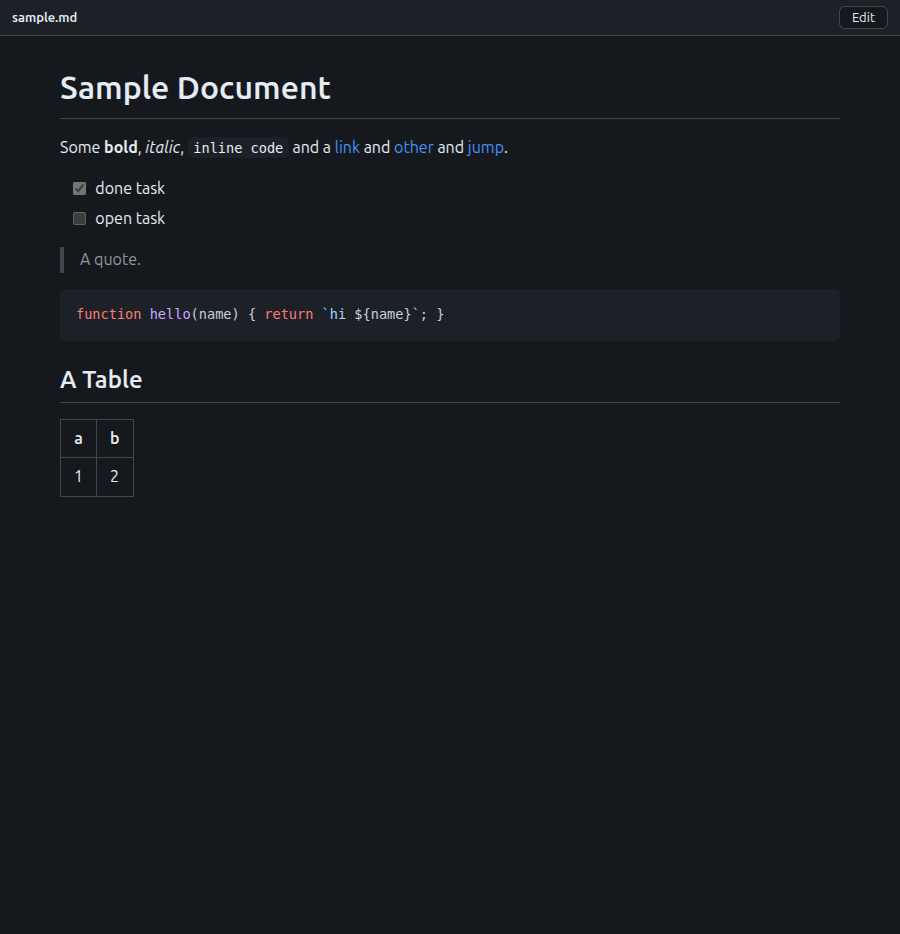 sample.md
Edit
Sample Document
Some bold, italic, inline code and a link and other and jump.
done task
open task
A quote.
function hello(name) { return `hi ${name}`; }
A Table
a b
1 2